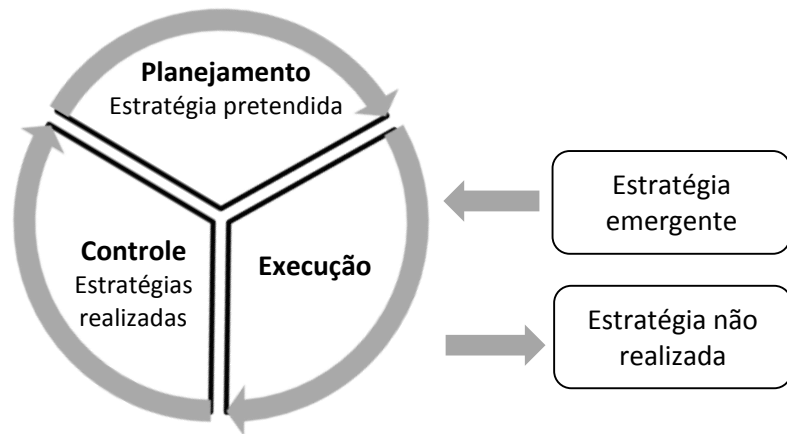 Planejamento
Estratégia pretendida
Controle
Estratégias
realizadas
Execução
Estratégia
emergente
Estratégia não
realizada